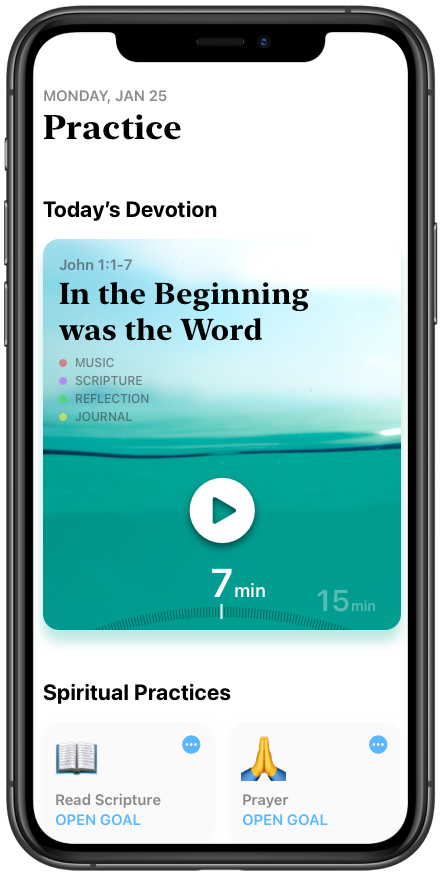 MONDAY, JAN 25
Practice
Today's Devotion
John 1:1-7
In the Beginning
was the Word
MUSIC
SCRIPTURE
REFLECTION
JOURNAL
7 min
15 min
Spiritual Practices
Read Scripture
OPEN GOAL
Prayer
OPEN GOAL